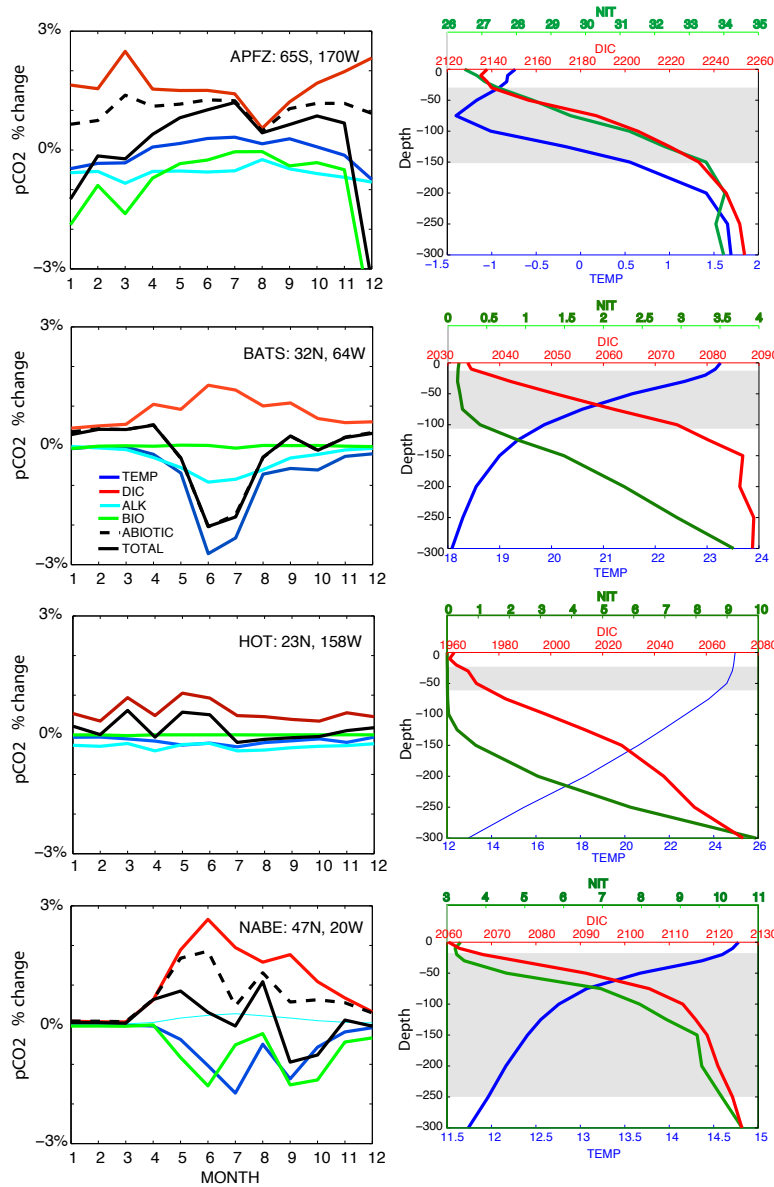 3%
APFZ: 65S, 170W
pCO2 % change
0%
−3%
1 2 3 4 5 6 7 8 9 10 11 12
NIT
26 27 28 29 30 31 32 33 34 35
DIC
2120 2140 2160 2180 2200 2220 2240 2260
Depth
0
−50
−100
−150
−200
−250
−300
−1.5 −1 −0.5 0 0.5 1 1.5 2
TEMP
3%
BATS: 32N, 64W
pCO2 % change
0%
TEMP
DIC
ALK
BIO
ABIOTIC
TOTAL
−3%
1 2 3 4 5 6 7 8 9 10 11 12
NIT
0 0.5 1 1.5 2 2.5 3 3.5 4
DIC
2030 2040 2050 2060 2074 2080 2090
Depth
0
−50
−100
−150
−200
−250
−300
18 19 20 21 22 23 24
TEMP
3%
HOT: 23N, 158W
pCO2 % change
0%
−3%
1 2 3 4 5 6 7 8 9 10 11 12
NIT
0 1 2 3 4 5 6 7 8 9 10
DIC
1960 1980 2000 2020 2045 2060 2080
Depth
0
−50
−100
−150
−200
−250
−300
12 14 16 18 20 22 24 26
TEMP
3%
NABE: 47N, 20W
pCO2 % change
0%
−3%
1 2 3 4 5 6 7 8 9 10 11 12
MONTH
NIT
3 4 5 6 7 8 9 10 11
DIC
2060 2070 2080 2090 2100 2110 2120 2130
Depth
0
−50
−100
−150
−200
−250
−300
11.5 12 12.5 13 13.5 14 14.5 15
TEMP